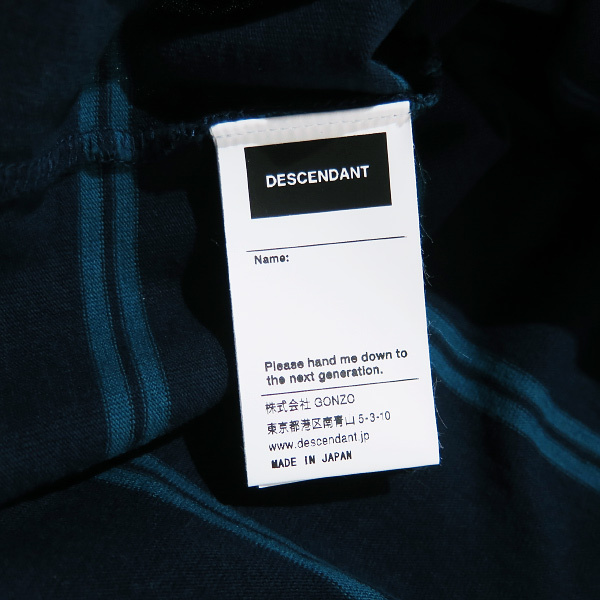 DESCENDANT
Name:
Please hand me down to
the next generation.
株式会社 GONZO
東京都港区南青山 5-3-10
www.descendant.jp
MADE IN JAPAN